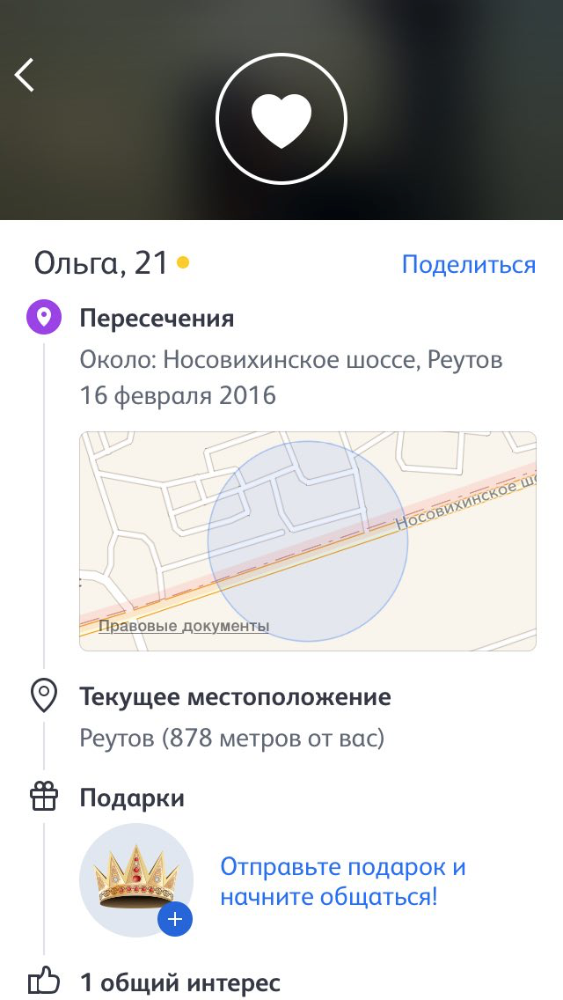 Ольга, 21
Поделиться
Пересечения
Около: Носовихинское шоссе, Реутов
16 февраля 2016
Носовихинское шо
Правовые документы
Текущее местоположение
Реутов (878 метров от вас)
Подарки
Отправьте подарок и
начните общаться!
1 общий интерес